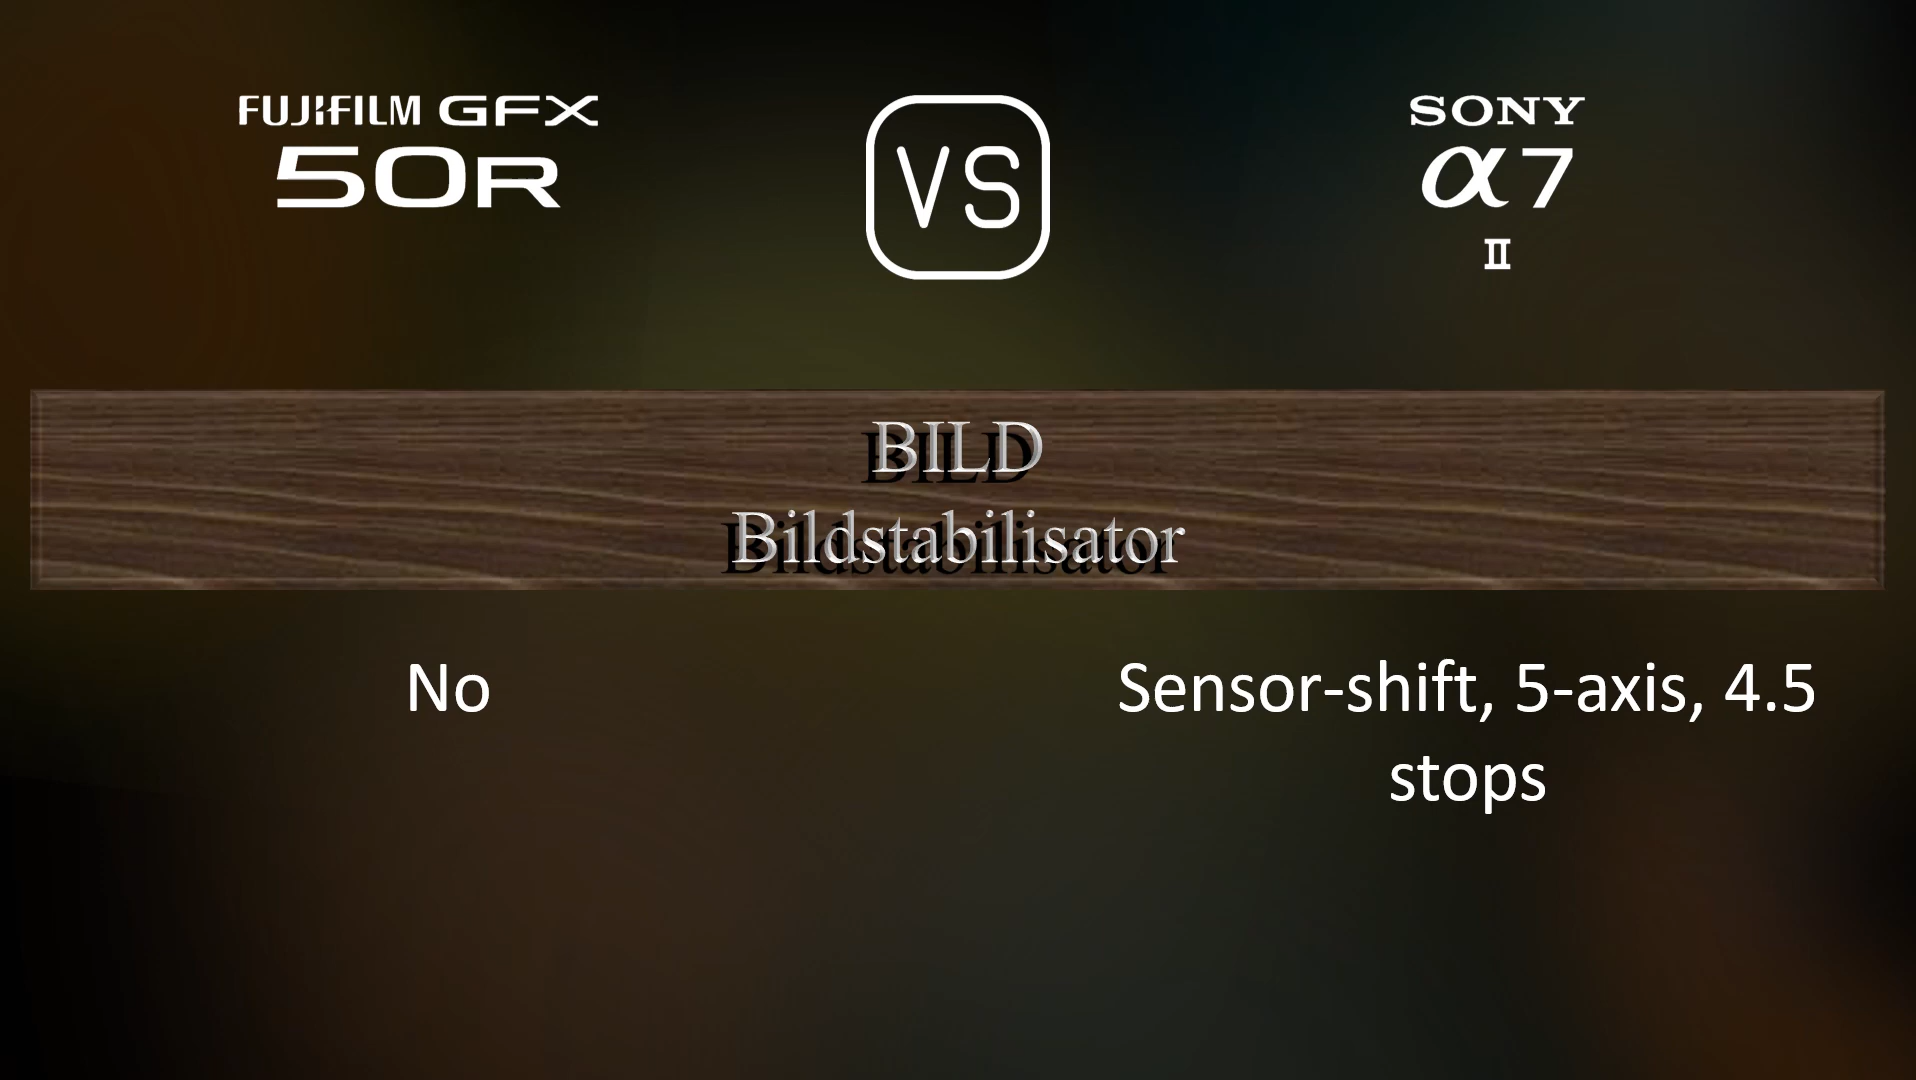 FUJIFILM GFX
50R
VS
SONY
α7
II
BILD
Bildstabilisator
No
Sensor-shift, 5-axis, 4.5
stops